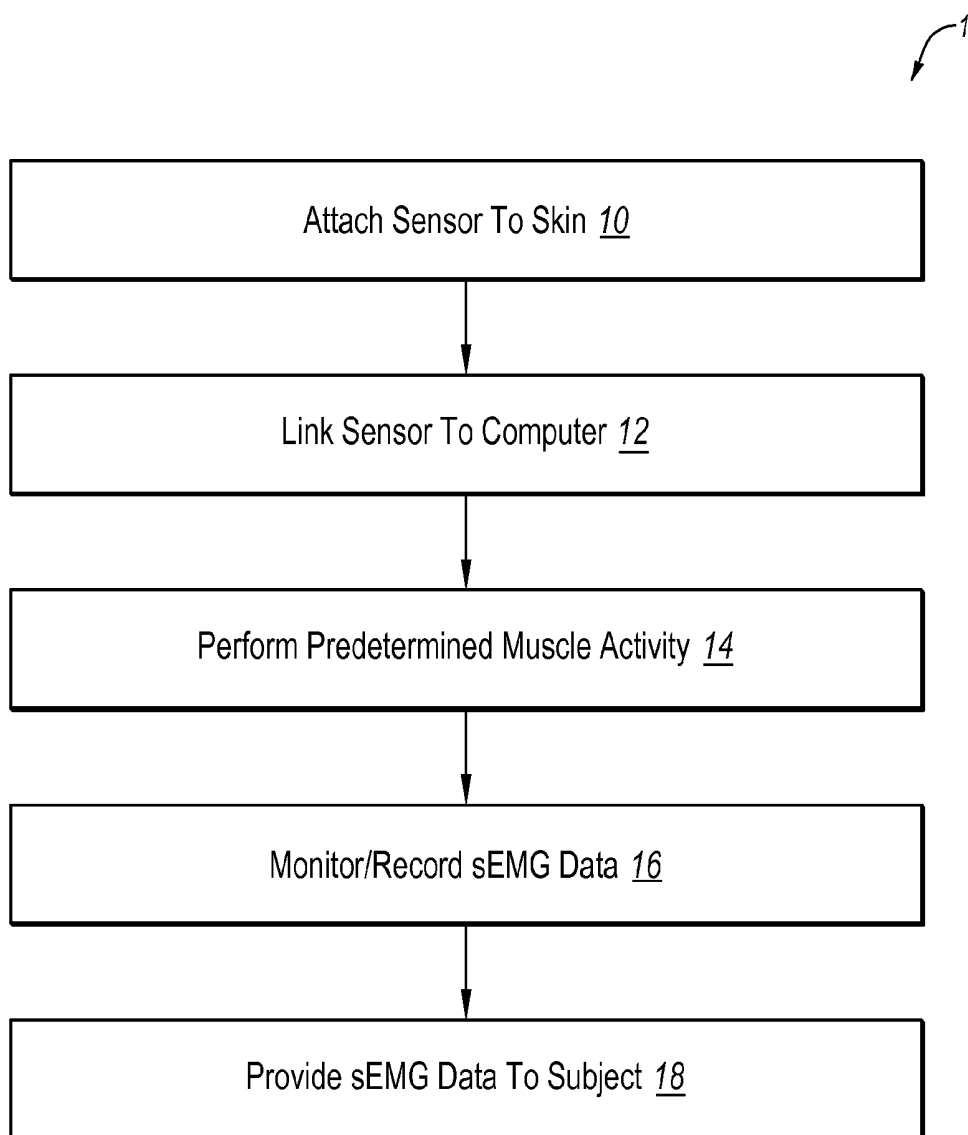 1
Attach Sensor To Skin 10
Link Sensor To Computer 12
Perform Predetermined Muscle Activity 14
Monitor/Record sEMG Data 16
Provide sEMG Data To Subject 18